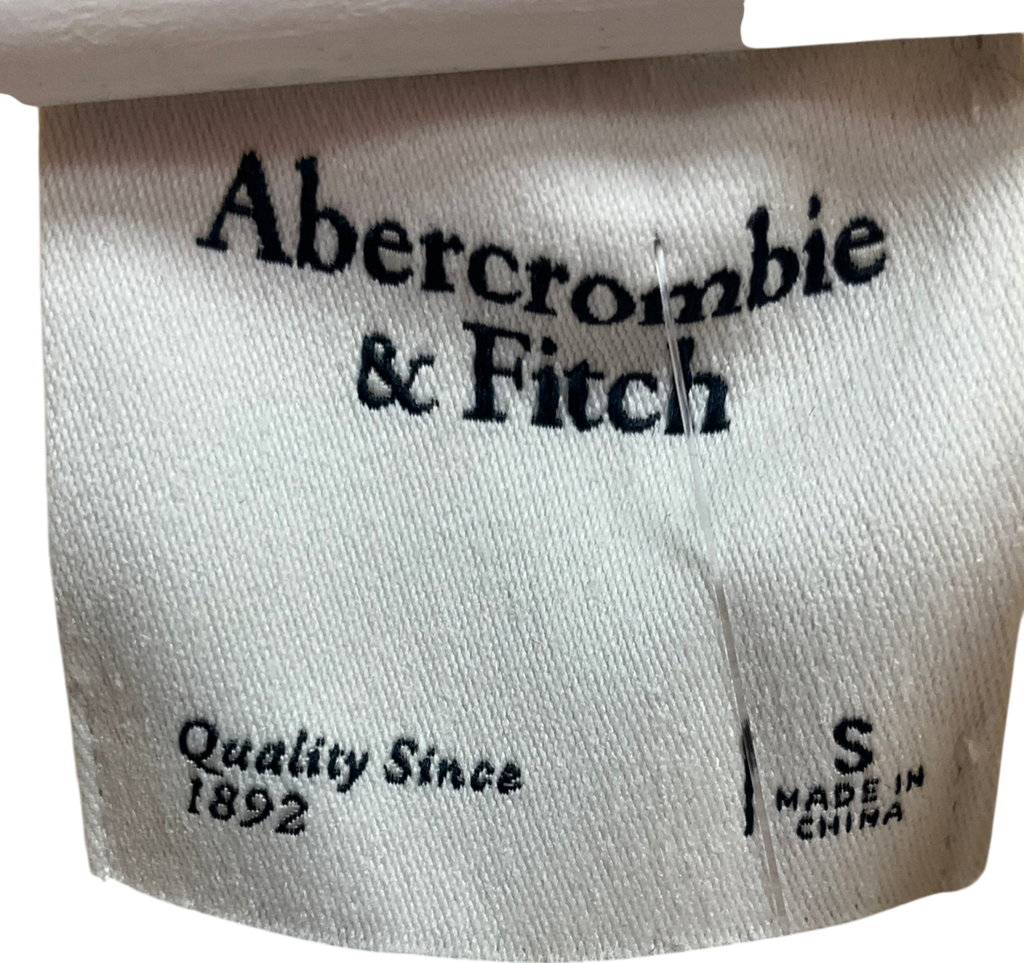 Abercrombie
& Fitch
Quality Since
1892
S
MADE IN
CHINA